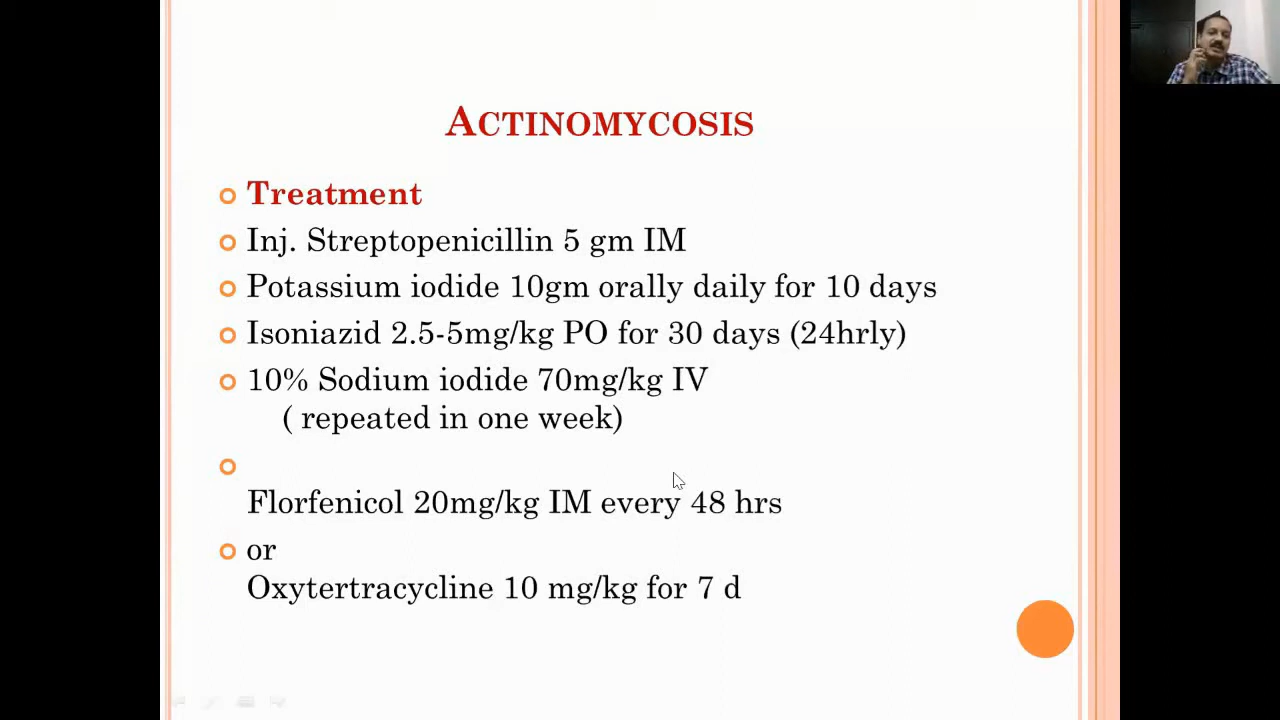 ACTINOMYCOSIS
Treatment
Inj. Streptopenicillin 5 gm IM
Potassium iodide 10gm orally daily for 10 days
Isoniazid 2.5-5mg/kg PO for 30 days (24hrly)
10% Sodium iodide 70mg/kg IV
( repeated in one week)
Florfenicol 20mg/kg IM every 48 hrs
or
Oxytertracycline 10 mg/kg for 7 d